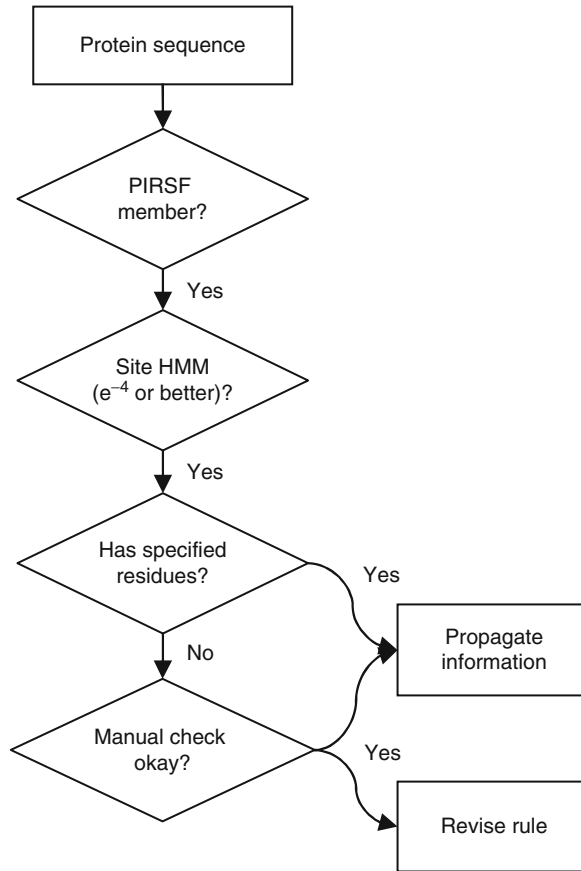 Protein sequence
PIRSF
member?
Yes
Site HMM
(e⁻⁴ or better)?
Yes
Has specified
residues?
Yes
Propagate
information
No
Manual check
okay?
Yes
Revise rule